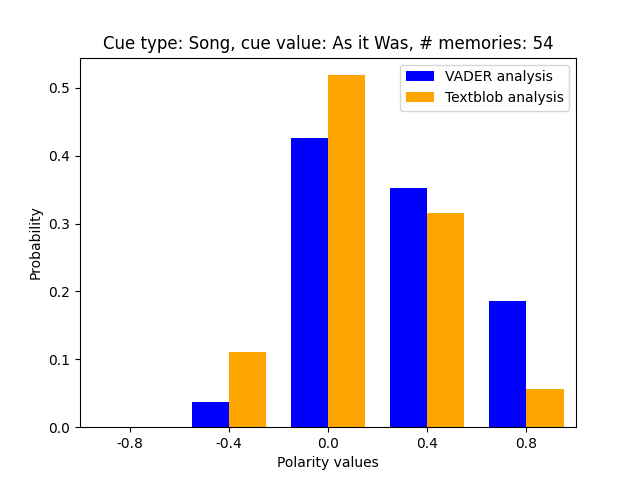 Cue type: Song, cue value: As it Was, # memories: 54
VADER analysis
Textblob analysis
0.5
0.4
0.3
0.2
0.1
0.0
Probability
-0.8
-0.4
0.0
0.4
0.8
Polarity values